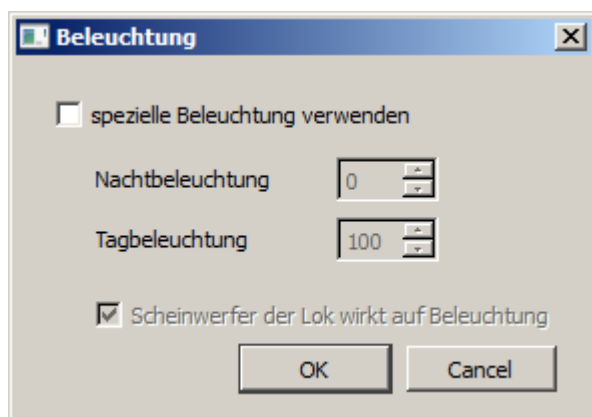 Beleuchtung
spezielle Beleuchtung verwenden
Nachtbeleuchtung 0
Tagbeleuchtung 100
Scheinwerfer der Lok wirkt auf Beleuchtung
OK Cancel